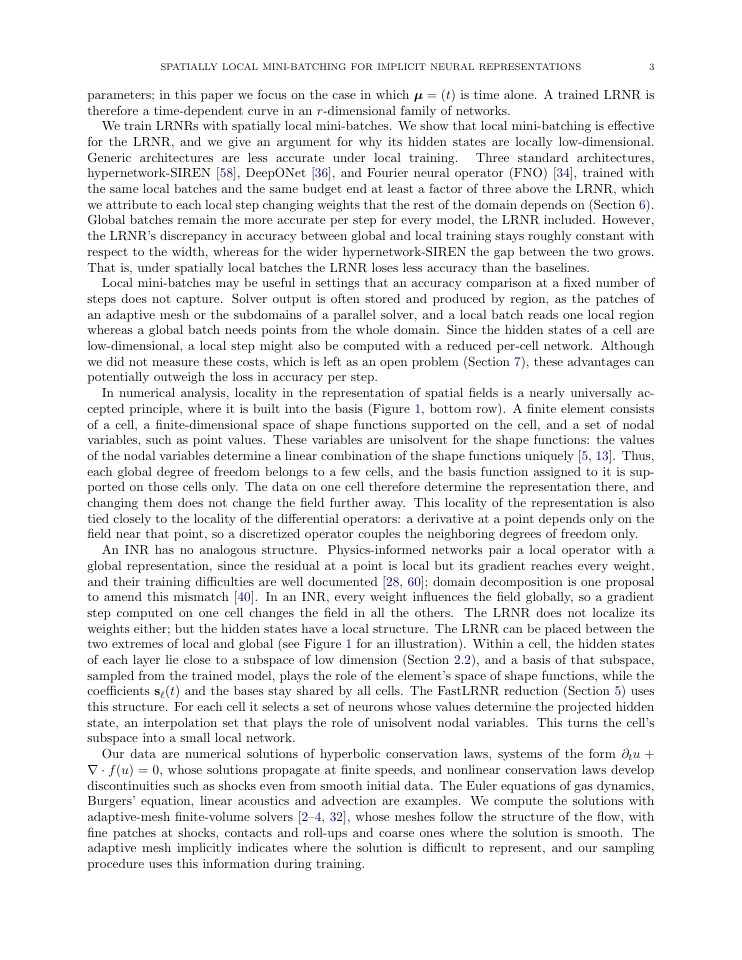 SPATIALLY LOCAL MINI-BATCHING FOR IMPLICIT NEURAL REPRESENTATIONS 3
parameters; in this paper we focus on the case in which μ = (t) is time alone. A trained LRNR is
therefore a time-dependent curve in an r-dimensional family of networks.
We train LRNRs with spatially local mini-batches. We show that local mini-batching is effective
for the LRNR, and we give an argument for why its hidden states are locally low-dimensional.
Generic architectures are less accurate under local training. Three standard architectures,
hypernetwork-SIREN [58], DeepONet [36], and Fourier neural operator (FNO) [34], trained with
the same local batches and the same budget end at least a factor of three above the LRNR, which
we attribute to each local step changing weights that the rest of the domain depends on (Section 6).
Global batches remain the more accurate per step for every model, the LRNR included. However,
the LRNR's discrepancy in accuracy between global and local training stays roughly constant with
respect to the width, whereas for the wider hypernetwork-SIREN the gap between the two grows.
That is, under spatially local batches the LRNR loses less accuracy than the baselines.
Local mini-batches may be useful in settings that an accuracy comparison at a fixed number of
steps does not capture. Solver output is often stored and produced by region, as the patches of
an adaptive mesh or the subdomains of a parallel solver, and a local batch reads one local region
whereas a global batch needs points from the whole domain. Since the hidden states of a cell are
low-dimensional, a local step might also be computed with a reduced per-cell network. Although
we did not measure these costs, which is left as an open problem (Section 7), these advantages can
potentially outweigh the loss in accuracy per step.
In numerical analysis, locality in the representation of spatial fields is a nearly universally ac-
cepted principle, where it is built into the basis (Figure 1, bottom row). A finite element consists
of a cell, a finite-dimensional space of shape functions supported on the cell, and a set of nodal
variables, such as point values. These variables are unisolvent for the shape functions: the values
of the nodal variables determine a linear combination of the shape functions uniquely [5, 13]. Thus,
each global degree of freedom belongs to a few cells, and the basis function assigned to it is sup-
ported on those cells only. The data on one cell therefore determine the representation there, and
changing them does not change the field further away. This locality of the representation is also
tied closely to the locality of the differential operators: a derivative at a point depends only on the
field near that point, so a discretized operator couples the neighboring degrees of freedom only.
An INR has no analogous structure. Physics-informed networks pair a local operator with a
global representation, since the residual at a point is local but its gradient reaches every weight,
and their training difficulties are well documented [28, 60]; domain decomposition is one proposal
to amend this mismatch [40]. In an INR, every weight influences the field globally, so a gradient
step computed on one cell changes the field in all the others. The LRNR does not localize its
weights either; but the hidden states have a local structure. The LRNR can be placed between the
two extremes of local and global (see Figure 1 for an illustration). Within a cell, the hidden states
of each layer lie close to a subspace of low dimension (Section 2.2), and a basis of that subspace,
sampled from the trained model, plays the role of the element's space of shape functions, while the
coefficients sℓ(t) and the bases stay shared by all cells. The FastLRNR reduction (Section 5) uses
this structure. For each cell it selects a set of neurons whose values determine the projected hidden
state, an interpolation set that plays the role of unisolvent nodal variables. This turns the cell's
subspace into a small local network.
Our data are numerical solutions of hyperbolic conservation laws, systems of the form ∂ₜu +
∇ · f(u) = 0, whose solutions propagate at finite speeds, and nonlinear conservation laws develop
discontinuities such as shocks even from smooth initial data. The Euler equations of gas dynamics,
Burgers' equation, linear acoustics and advection are examples. We compute the solutions with
adaptive-mesh finite-volume solvers [2–4, 32], whose meshes follow the structure of the flow, with
fine patches at shocks, contacts and roll-ups and coarse ones where the solution is smooth. The
adaptive mesh implicitly indicates where the solution is difficult to represent, and our sampling
procedure uses this information during training.